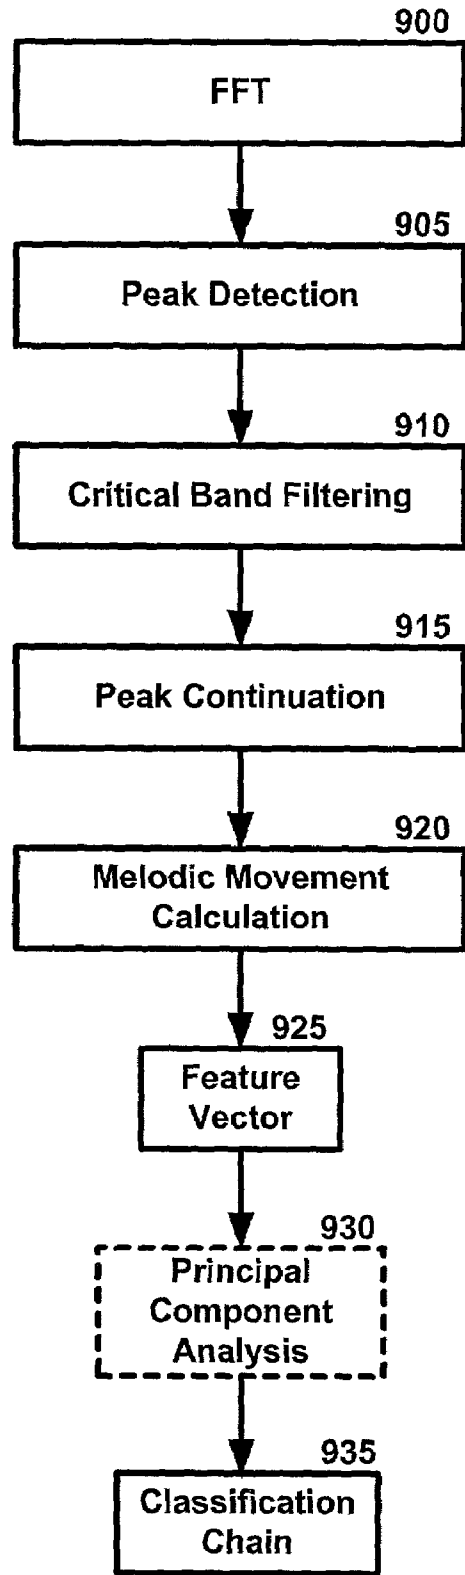 900
FFT
905
Peak Detection
910
Critical Band Filtering
915
Peak Continuation
920
Melodic Movement
Calculation
925
Feature
Vector
930
Principal
Component
Analysis
935
Classification
Chain